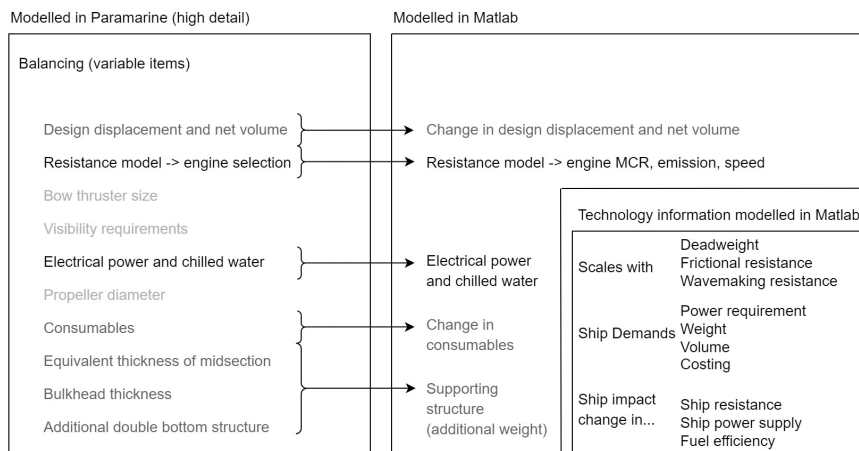 Modelled in Paramarine (high detail)
Balancing (variable items)
Design displacement and net volume
Resistance model -> engine selection
Bow thruster size
Visibility requirements
Electrical power and chilled water
Propeller diameter
Consumables
Equivalent thickness of midsection
Bulkhead thickness
Additional double bottom structure
Modelled in Matlab
Change in design displacement and net volume
Resistance model -> engine MCR, emission, speed
Electrical power
and chilled water
Change in
consumables
Supporting
structure
(additional weight)
Technology information modelled in Matlab
Scales with
Deadweight
Frictional resistance
Wavemaking resistance
Ship Demands
Power requirement
Weight
Volume
Costing
Ship impact
change in...
Ship resistance
Ship power supply
Fuel efficiency